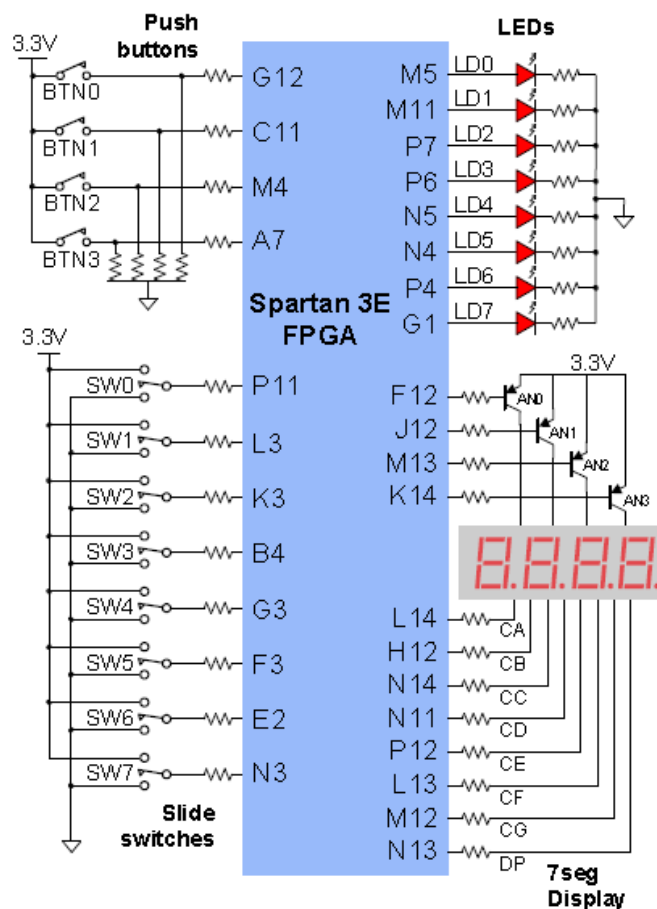 Push
buttons
3.3V
BTN0
BTN1
BTN2
BTN3
G12
C11
M4
A7
Spartan 3E
FPGA
LEDs
M5 LD0
M11 LD1
P7 LD2
P6 LD3
N5 LD4
N4 LD5
P4 LD6
G1 LD7
3.3V
SW0 P11
SW1 L3
SW2 K3
SW3 B4
SW4 G3
SW5 F3
SW6 E2
SW7 N3
Slide
switches
3.3V
F12 AN0
J12 AN1
M13 AN2
K14 AN3
8.8.8.8.
L14 CA
H12 CB
N14 CC
N11 CD
P12 CE
L13 CF
M12 CG
N13 DP
7seg
Display